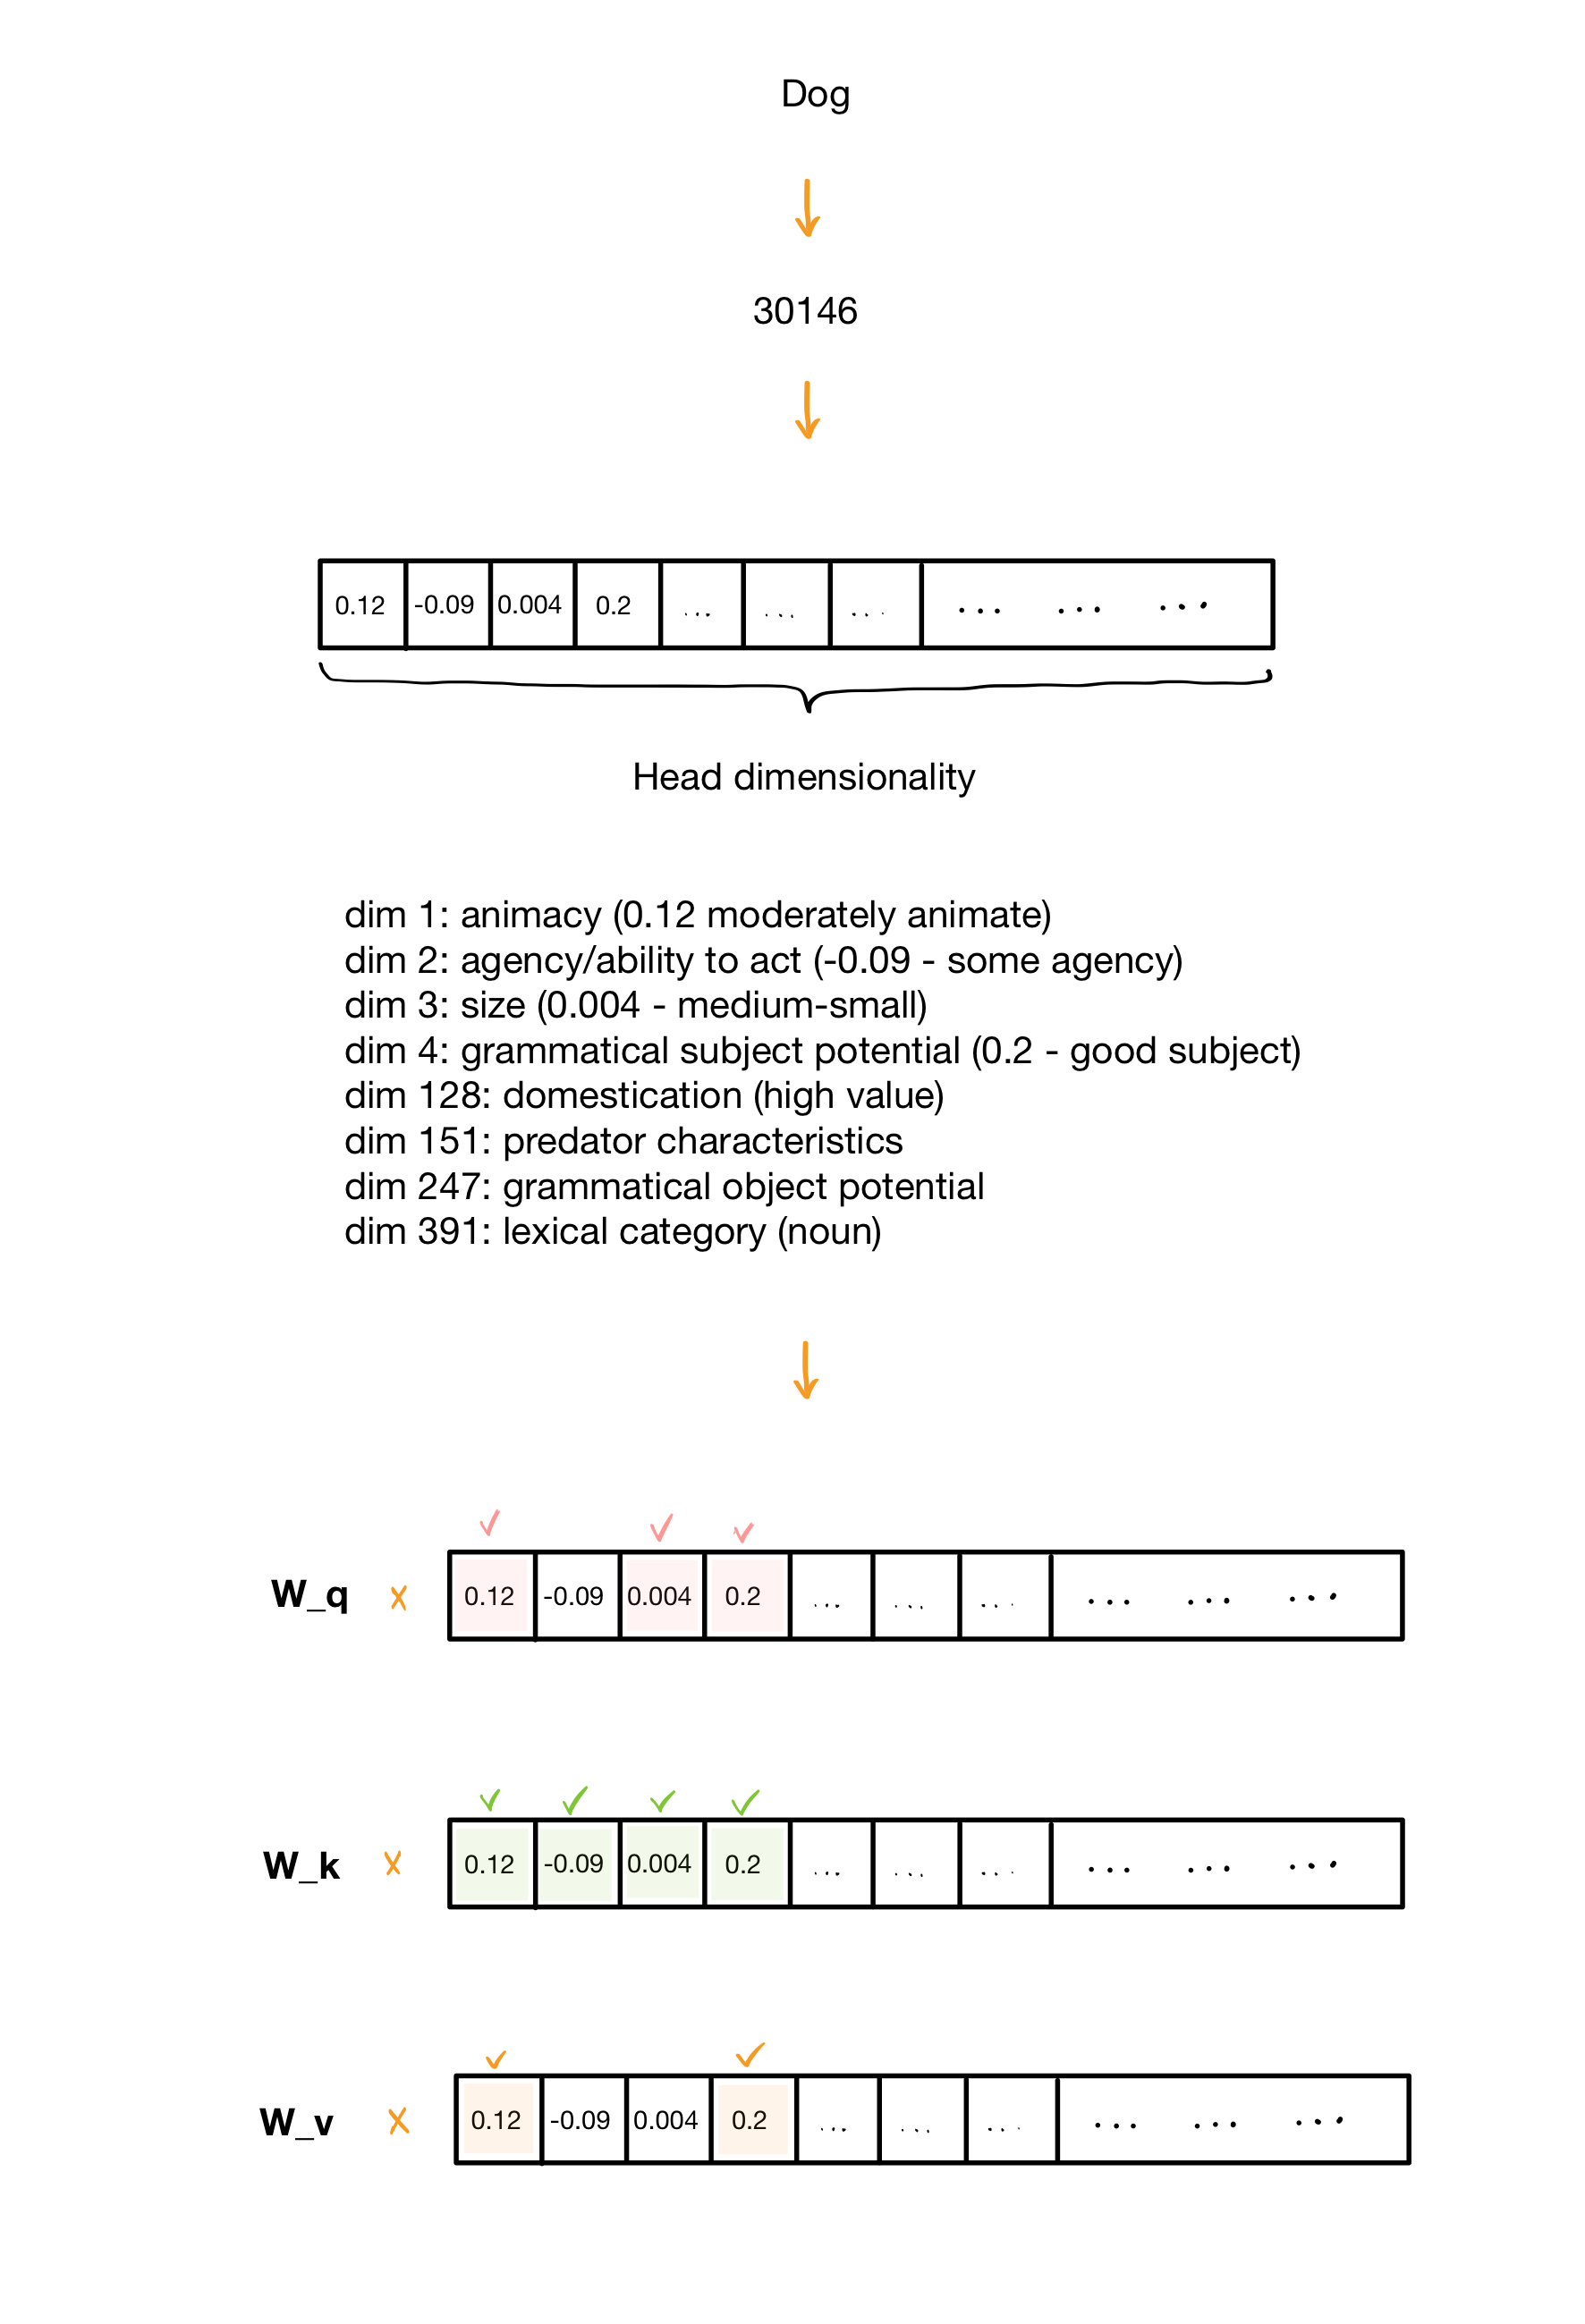 Dog
30146
0.12 -0.09 0.004 0.2 ... ... ... ... ... ...
Head dimensionality
dim 1: animacy (0.12 moderately animate)
dim 2: agency/ability to act (-0.09 - some agency)
dim 3: size (0.004 - medium-small)
dim 4: grammatical subject potential (0.2 - good subject)
dim 128: domestication (high value)
dim 151: predator characteristics
dim 247: grammatical object potential
dim 391: lexical category (noun)
W_q x 0.12 -0.09 0.004 0.2 ... ... ... ... ... ...
W_k x 0.12 -0.09 0.004 0.2 ... ... ... ... ... ...
W_v x 0.12 -0.09 0.004 0.2 ... ... ... ... ... ...